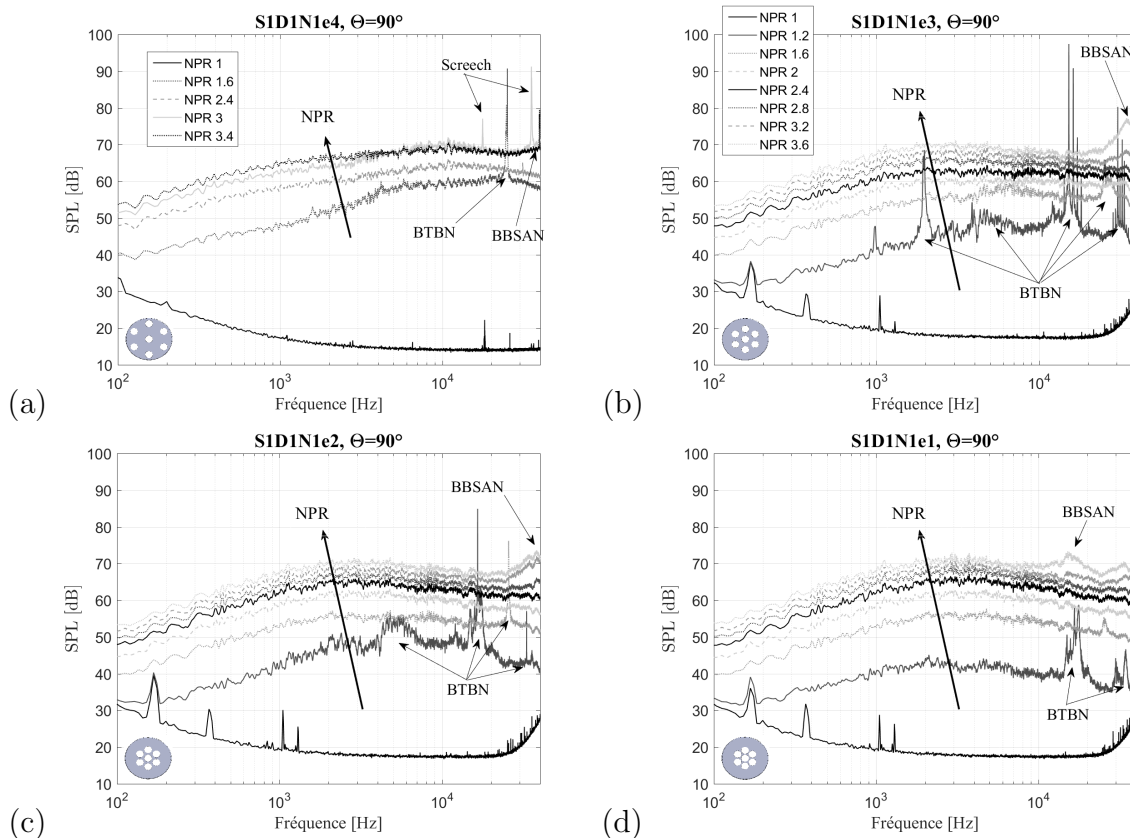 S1D1N1e4, Θ=90°
100
90
80
70
60
50
40
30
20
10
SPL [dB]
NPR 1
NPR 1.6
NPR 2.4
NPR 3
NPR 3.4
NPR
Screech
BTBN
BBSAN
10² 10³ 10⁴
Fréquence [Hz]
(a)
S1D1N1e3, Θ=90°
100
90
80
70
60
50
40
30
20
10
SPL [dB]
NPR 1
NPR 1.2
NPR 1.6
NPR 2
NPR 2.4
NPR 2.8
NPR 3.2
NPR 3.6
NPR
BBSAN
BTBN
10² 10³ 10⁴
Fréquence [Hz]
(b)
S1D1N1e2, Θ=90°
100
90
80
70
60
50
40
30
20
10
SPL [dB]
NPR
BBSAN
BTBN
10² 10³ 10⁴
Fréquence [Hz]
(c)
S1D1N1e1, Θ=90°
100
90
80
70
60
50
40
30
20
10
SPL [dB]
NPR
BBSAN
BTBN
10² 10³ 10⁴
Fréquence [Hz]
(d)